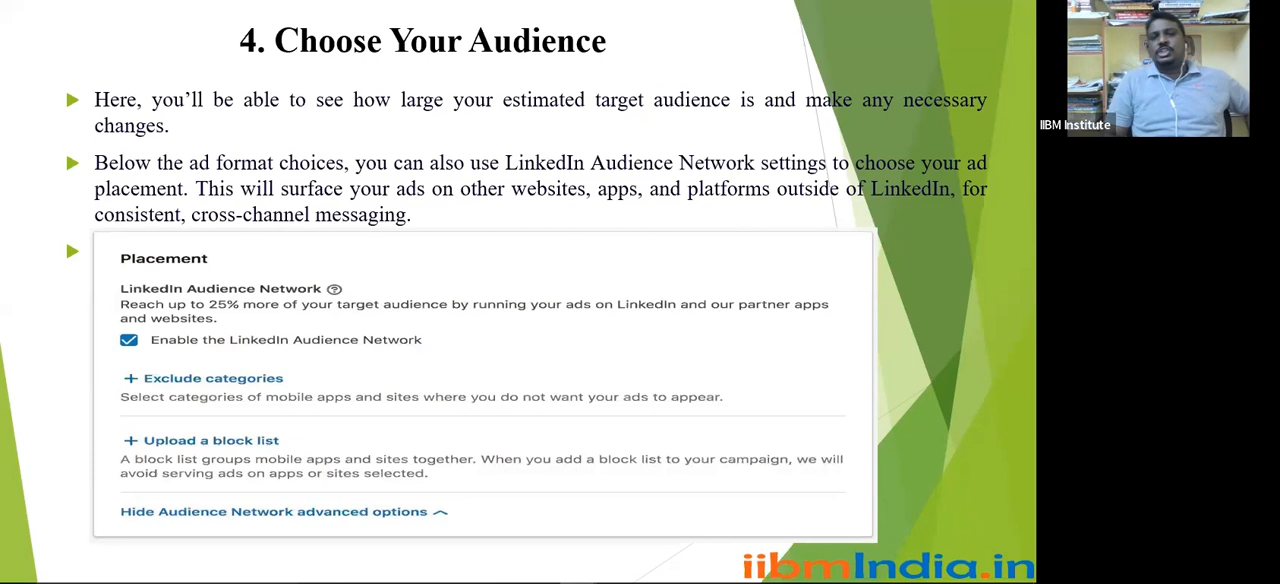 4. Choose Your Audience
Here, you'll be able to see how large your estimated target audience is and make any necessary
changes.
Below the ad format choices, you can also use LinkedIn Audience Network settings to choose your ad
placement. This will surface your ads on other websites, apps, and platforms outside of LinkedIn, for
consistent, cross-channel messaging.
Placement
LinkedIn Audience Network ?
Reach up to 25% more of your target audience by running your ads on LinkedIn and our partner apps
and websites.
Enable the LinkedIn Audience Network
+ Exclude categories
Select categories of mobile apps and sites where you do not want your ads to appear.
+ Upload a block list
A block list groups mobile apps and sites together. When you add a block list to your campaign, we will
avoid serving ads on apps or sites selected.
Hide Audience Network advanced options
iibmIndia.in
IIBM Institute